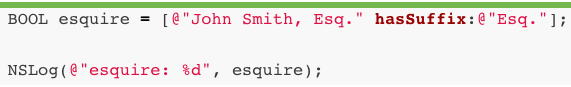 BOOL esquire = [@"John Smith, Esq." hasSuffix:@"Esq."];
NSLog(@"esquire: %d", esquire);